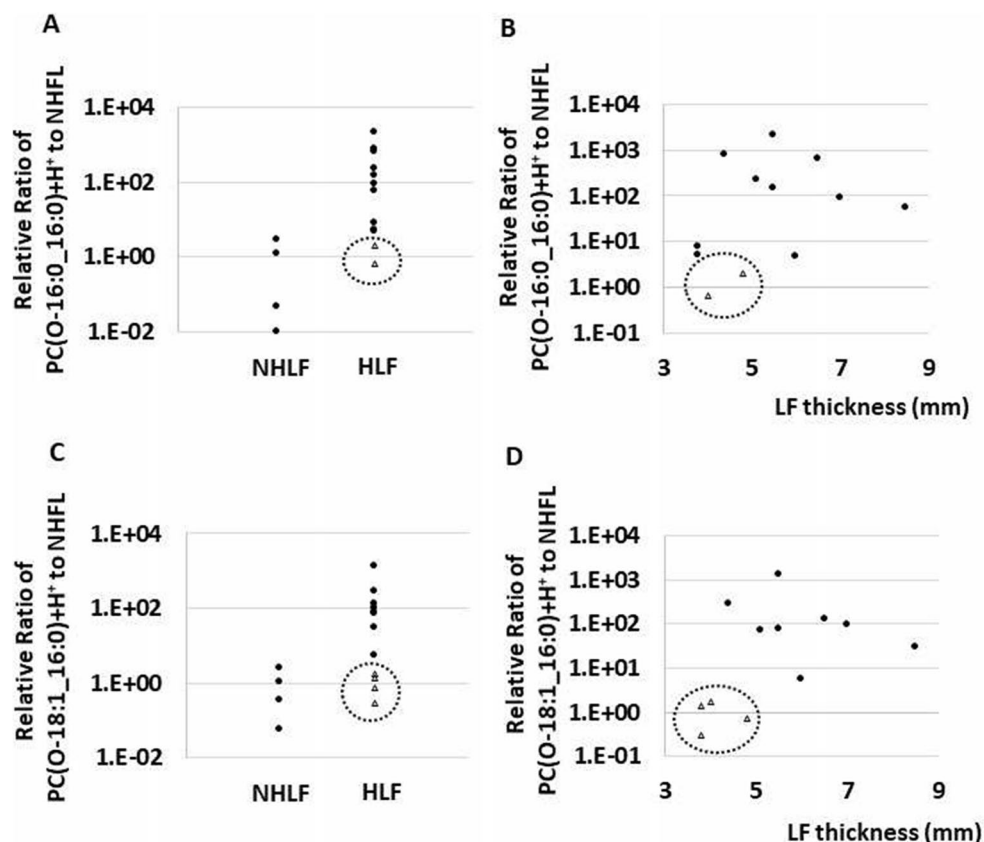 A
Relative Ratio of
PC(O-16:0_16:0)+H+ to NHFL
1.E+04
1.E+02
1.E+00
1.E-02
NHLF HLF
B
Relative Ratio of
PC(O-16:0_16:0)+H+ to NHFL
1.E+04
1.E+03
1.E+02
1.E+01
1.E+00
1.E-01
3 5 7 9
LF thickness (mm)
C
Relative Ratio of
PC(O-18:1_16:0)+H+ to NHFL
1.E+04
1.E+02
1.E+00
1.E-02
NHLF HLF
D
Relative Ratio of
PC(O-18:1_16:0)+H+ to NHFL
1.E+04
1.E+03
1.E+02
1.E+01
1.E+00
1.E-01
3 5 7 9
LF thickness (mm)